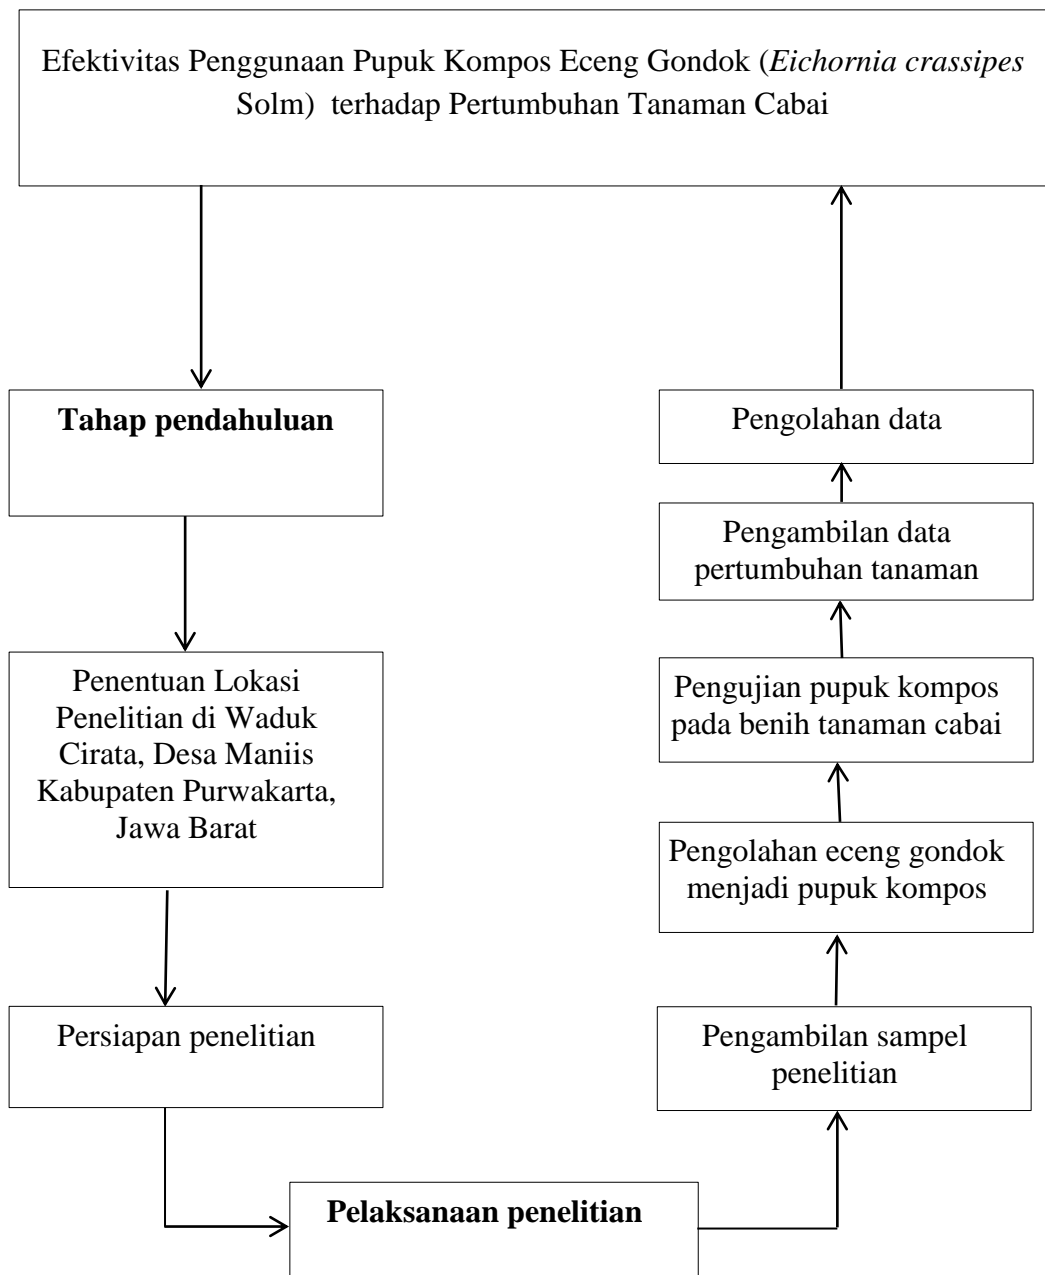 Efektivitas Penggunaan Pupuk Kompos Eceng Gondok (Eichornia crassipes
Solm) terhadap Pertumbuhan Tanaman Cabai
Tahap pendahuluan
Penentuan Lokasi
Penelitian di Waduk
Cirata, Desa Maniis
Kabupaten Purwakarta,
Jawa Barat
Persiapan penelitian
Pelaksanaan penelitian
Pengambilan sampel
penelitian
Pengolahan eceng gondok
menjadi pupuk kompos
Pengujian pupuk kompos
pada benih tanaman cabai
Pengambilan data
pertumbuhan tanaman
Pengolahan data